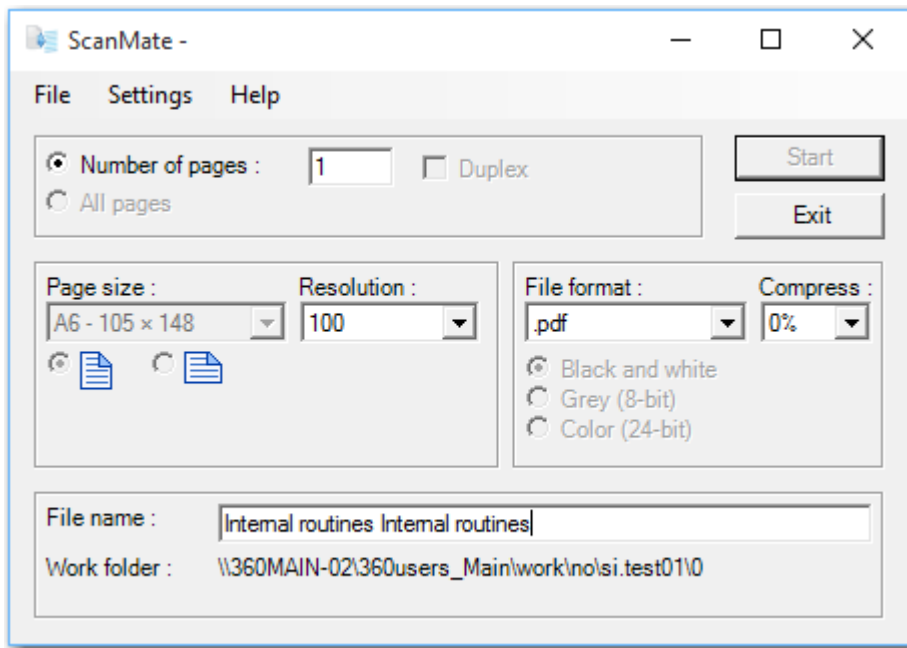 ScanMate -
File Settings Help
Number of pages : 1 Duplex
All pages
Start
Exit
Page size : Resolution :
A6 - 105 × 148 100
File format : Compress :
.pdf 0%
Black and white
Grey (8-bit)
Color (24-bit)
File name : Internal routines Internal routines
Work folder : \\360MAIN-02\360users_Main\work\no\si.test01\0